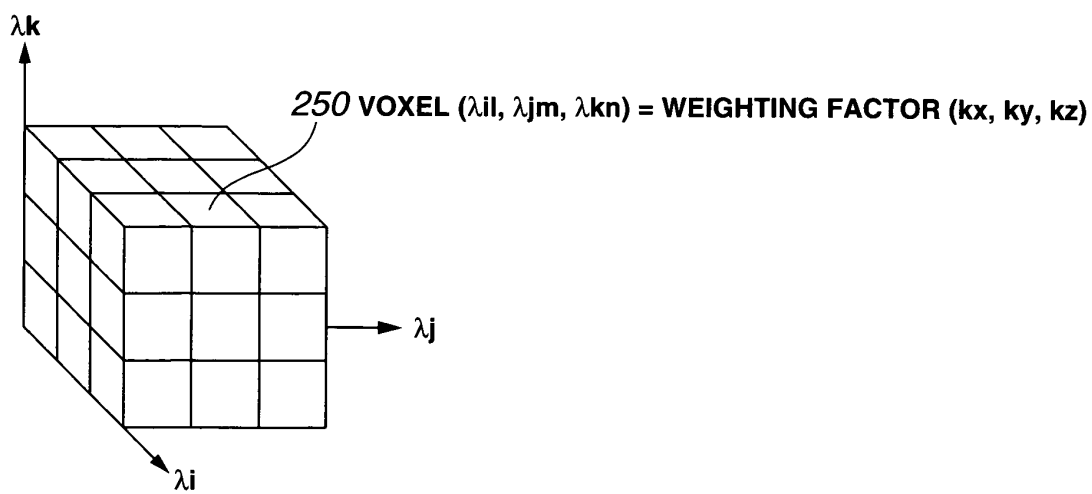 λk
250 VOXEL (λil, λjm, λkn) = WEIGHTING FACTOR (kx, ky, kz)
λj
λi